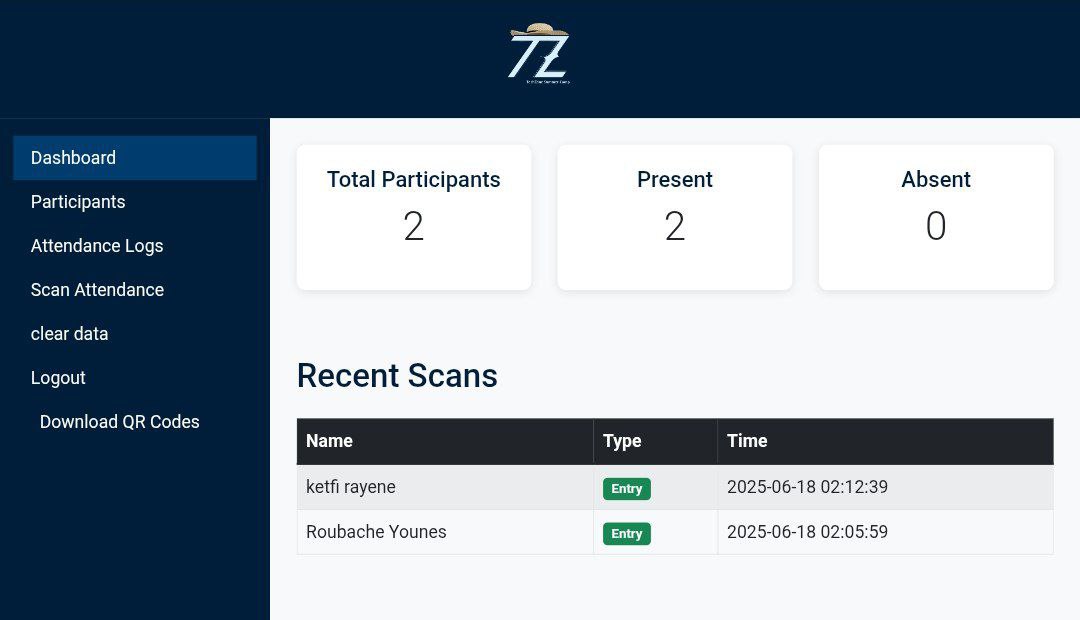 TZ
Dashboard
Participants
Attendance Logs
Scan Attendance
clear data
Logout
Download QR Codes
Total Participants
2
Present
2
Absent
0
Recent Scans
Name Type Time
ketfi rayene Entry 2025-06-18 02:12:39
Roubache Younes Entry 2025-06-18 02:05:59